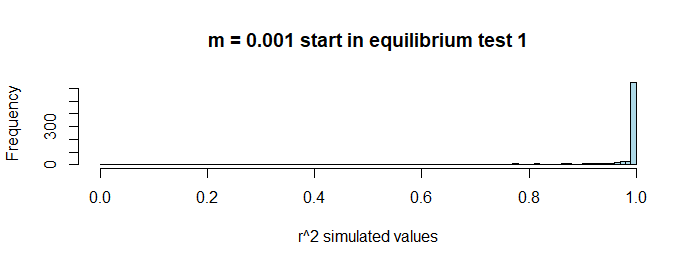 m = 0.001 start in equilibrium test 1
Frequency
300
0
0.0 0.2 0.4 0.6 0.8 1.0
r^2 simulated values